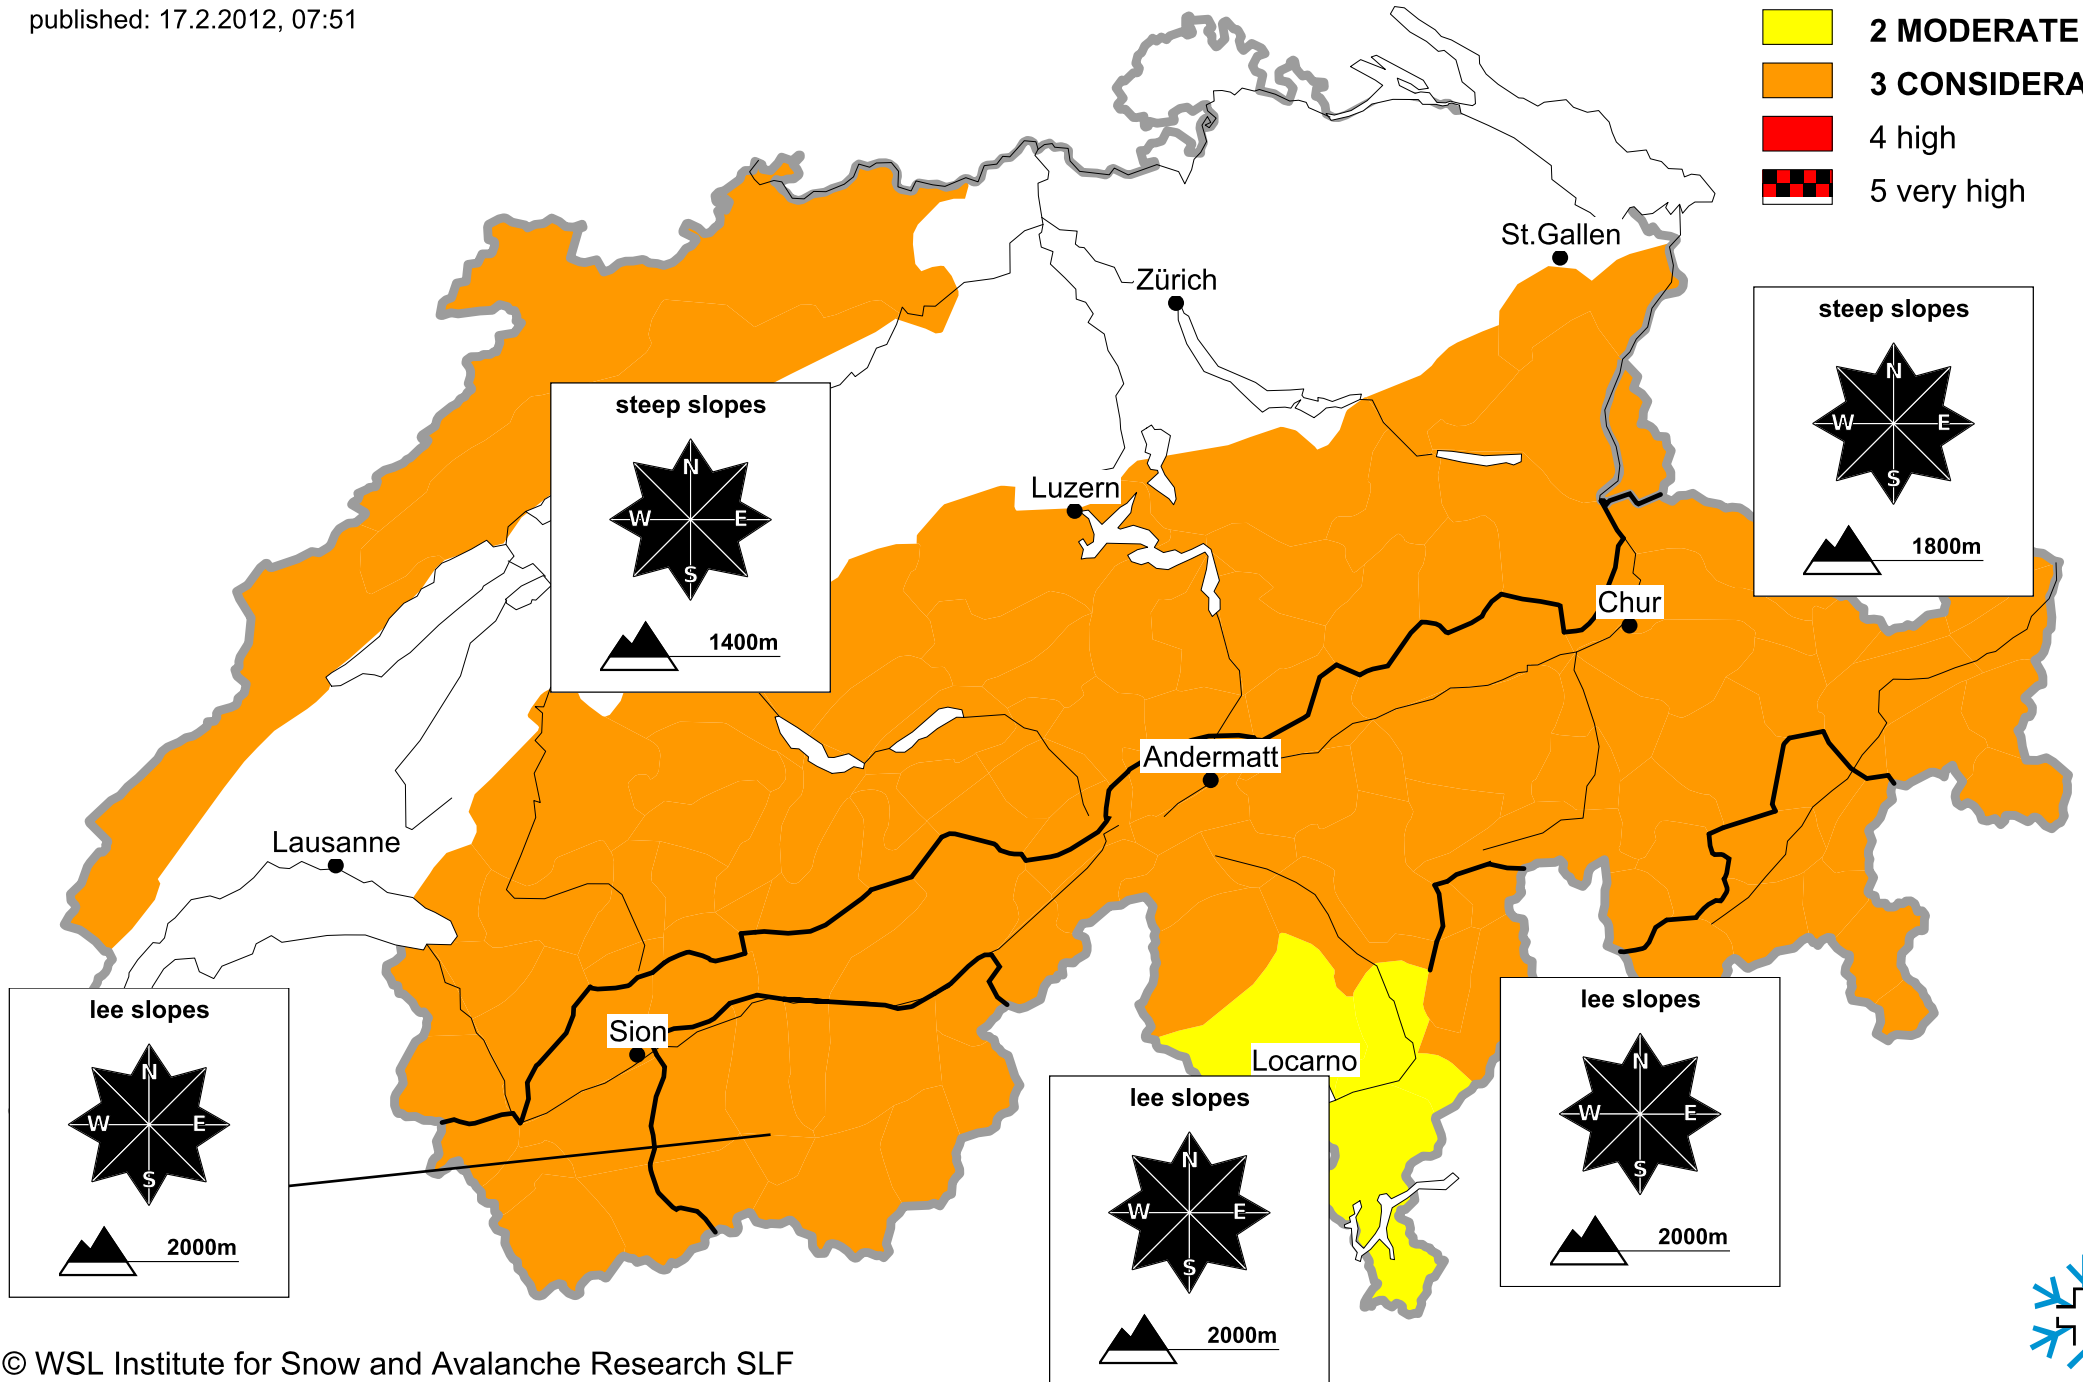 published: 17.2.2012, 07:51
2 MODERATE
3 CONSIDERA
4 high
5 very high
St.Gallen
Zürich
steep slopes
N
W E
S
1800m
steep slopes
N
W E
S
1400m
Luzern
Chur
Andermatt
Lausanne
Sion
Locarno
lee slopes
N
W E
S
2000m
lee slopes
N
W E
S
2000m
lee slopes
N
W E
S
2000m
© WSL Institute for Snow and Avalanche Research SLF